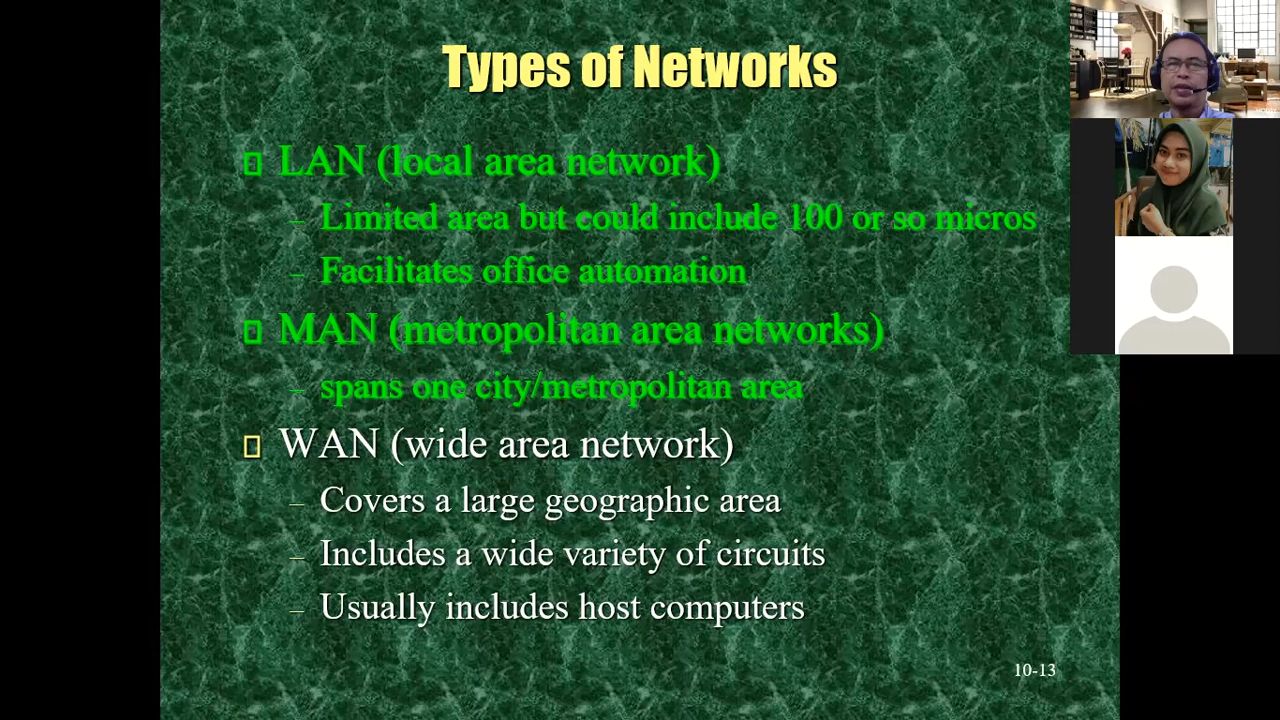 Types of Networks
LAN (local area network)
– Limited area but could include 100 or so micros
– Facilitates office automation
MAN (metropolitan area networks)
– spans one city/metropolitan area
WAN (wide area network)
– Covers a large geographic area
– Includes a wide variety of circuits
– Usually includes host computers
10-13